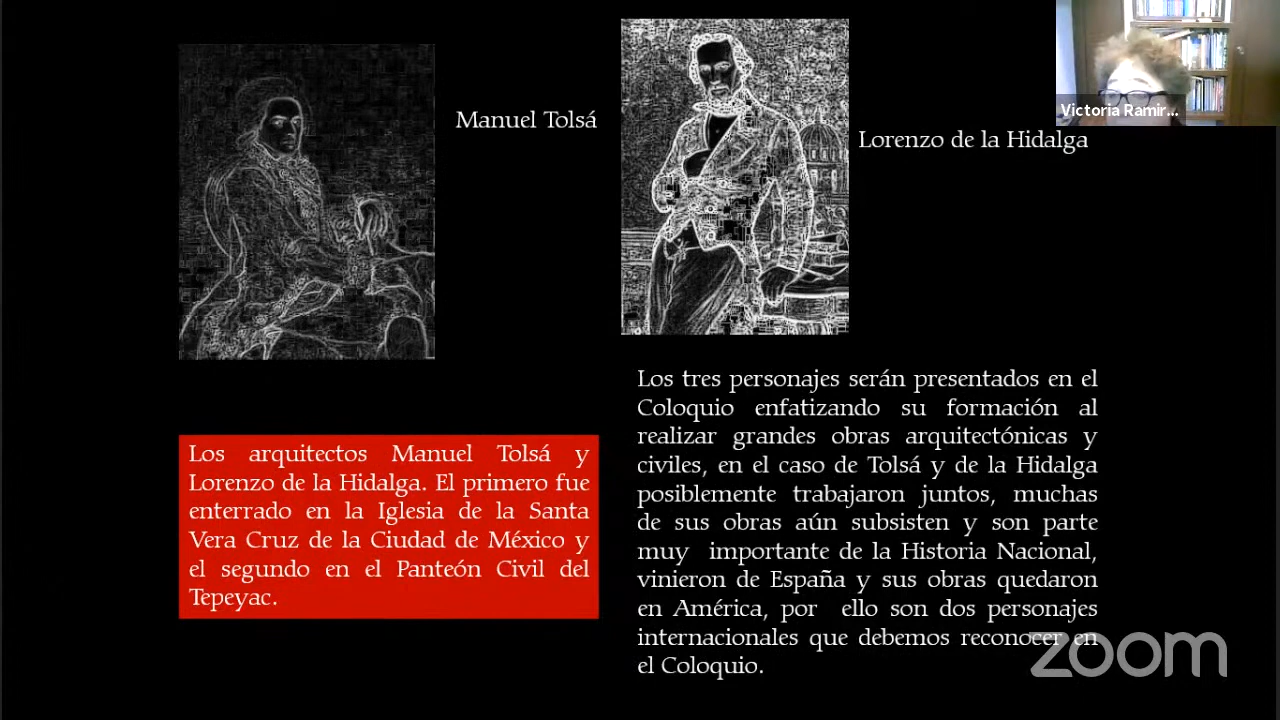 Manuel Tolsá
Lorenzo de la Hidalga
Victoria Ramir...
Los arquitectos Manuel Tolsá y
Lorenzo de la Hidalga. El primero fue
enterrado en la Iglesia de la Santa
Vera Cruz de la Ciudad de México y
el segundo en el Panteón Civil del
Tepeyac.
Los tres personajes serán presentados en el
Coloquio enfatizando su formación al
realizar grandes obras arquitectónicas y
civiles, en el caso de Tolsá y de la Hidalga
posiblemente trabajaron juntos, muchas
de sus obras aún subsisten y son parte
muy importante de la Historia Nacional,
vinieron de España y sus obras quedaron
en América, por ello son dos personajes
internacionales que debemos reconocer en
el Coloquio.
zoom